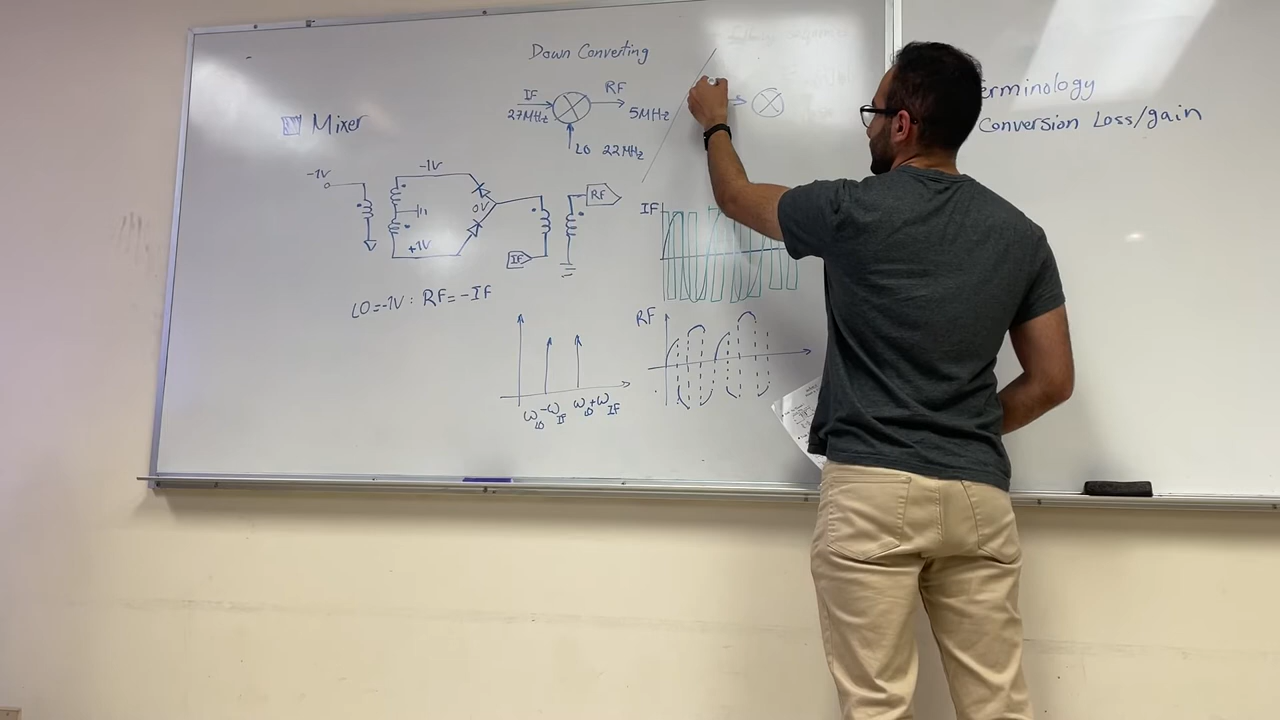 Down Converting
IF
RF
27MHz
5MHz
LO 22MHz
Mixer
-1V
-1V
0V
+1V
RF
IF
LO=-1V: RF=-IF
ω_LO-ω_IF
ω_LO+ω_IF
IF
RF
erminology
Conversion Loss/gain